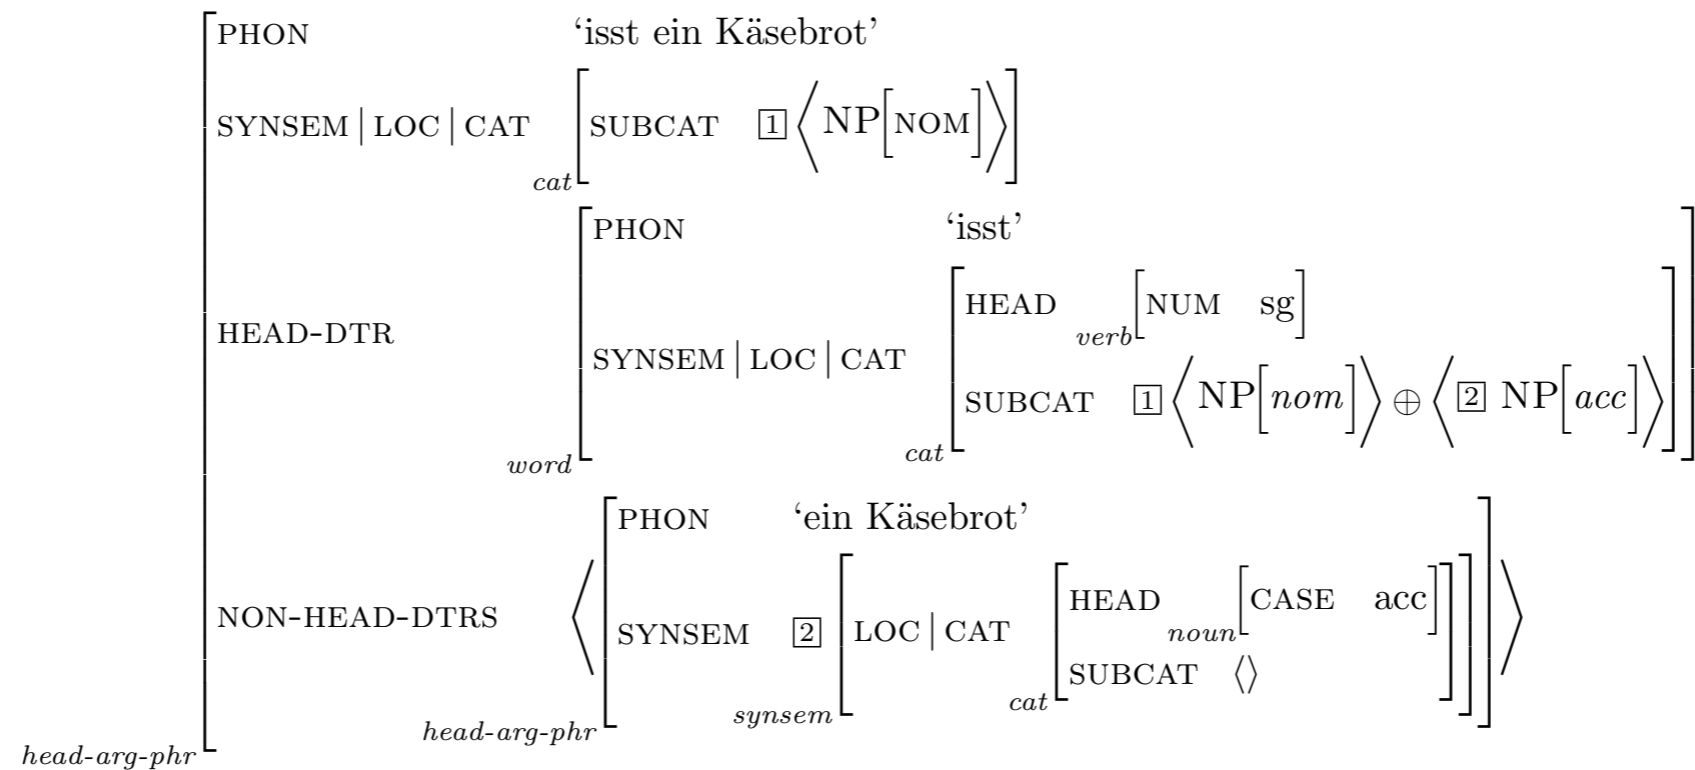 PHON ‘isst ein Käsebrot’
SYNSEM | LOC | CAT cat[SUBCAT 1⟨NP[NOM]⟩]
HEAD-DTR
word[PHON ‘isst’
SYNSEM | LOC | CAT
cat[HEAD verb[NUM sg]
SUBCAT 1⟨NP[nom]⟩ ⊕ ⟨2 NP[acc]⟩]]
NON-HEAD-DTRS
⟨head-arg-phr[PHON ‘ein Käsebrot’
SYNSEM 2 synsem[LOC | CAT
cat[HEAD noun[CASE acc]
SUBCAT ⟨⟩]]]⟩
head-arg-phr